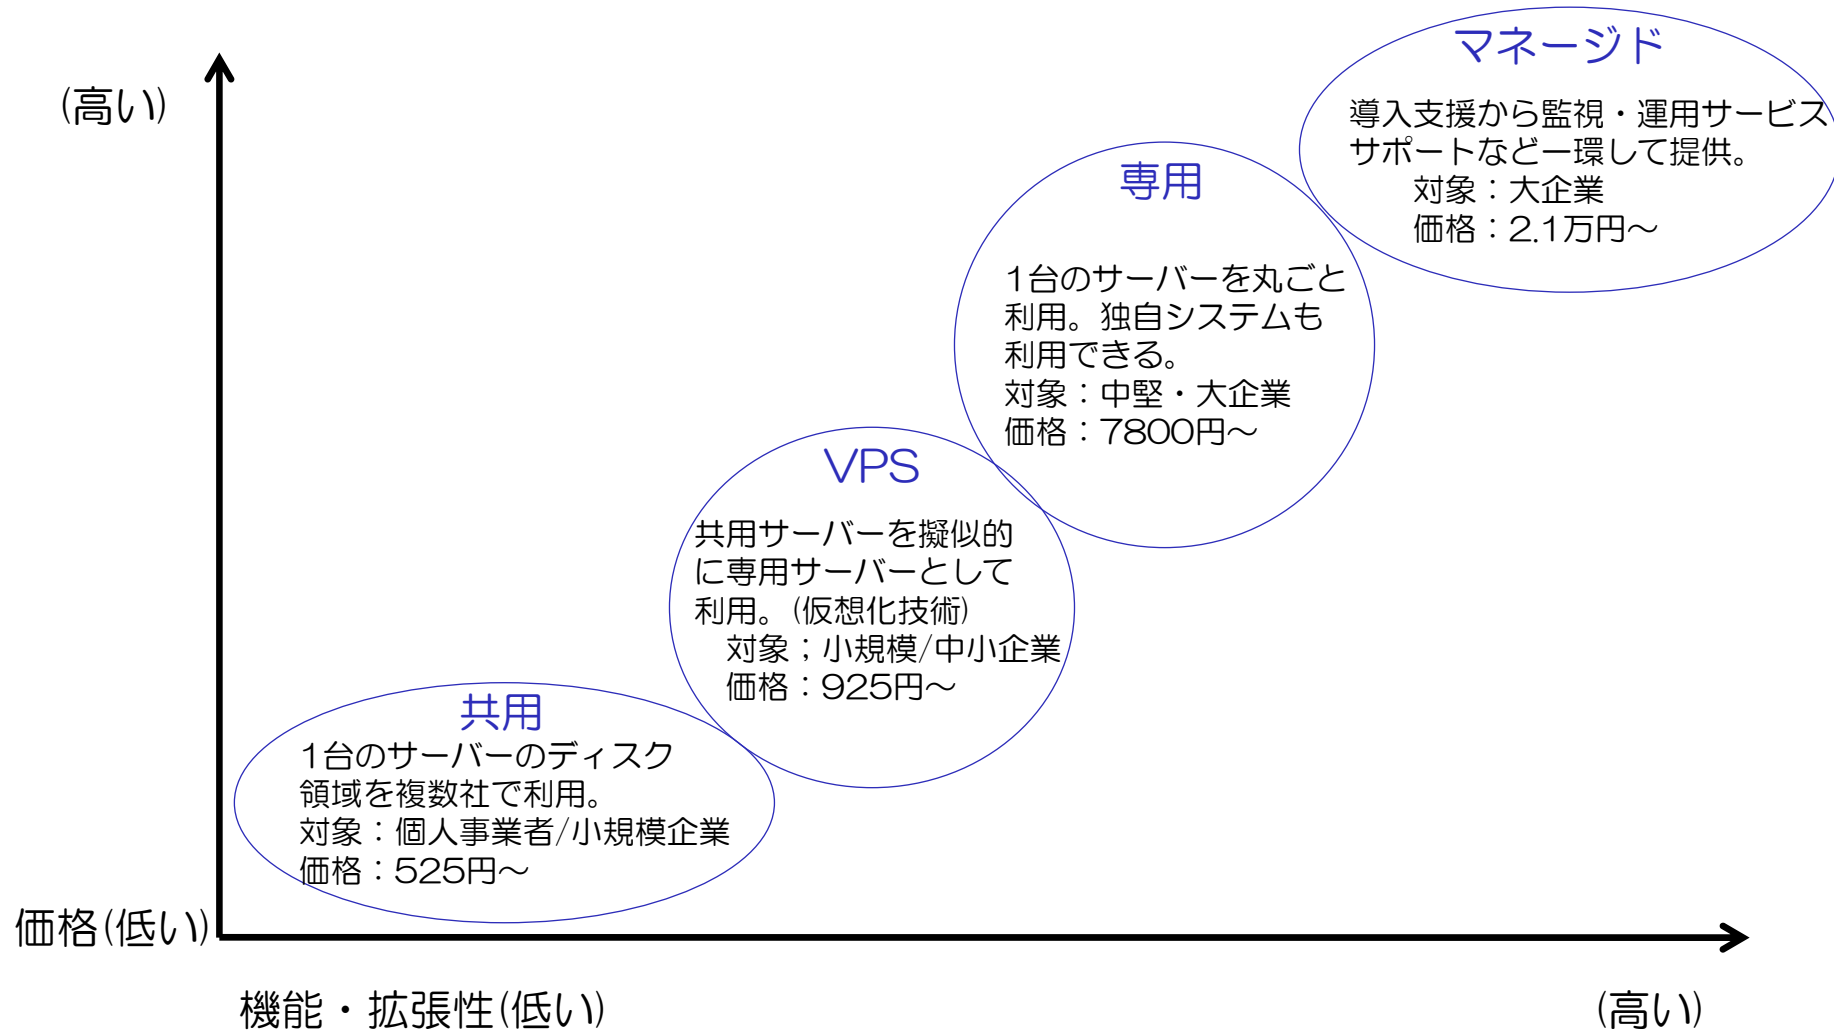 マネージド
導入支援から監視・運用サービス
サポートなど一環して提供。
対象：大企業
価格：2.1万円～
(高い)
専用
1台のサーバーを丸ごと
利用。独自システムも
利用できる。
対象：中堅・大企業
価格：7800円～
VPS
共用サーバーを擬似的
に専用サーバーとして
利用。(仮想化技術)
対象；小規模/中小企業
価格：925円～
共用
1台のサーバーのディスク
領域を複数社で利用。
対象：個人事業者/小規模企業
価格：525円～
価格(低い)
機能・拡張性(低い)
(高い)